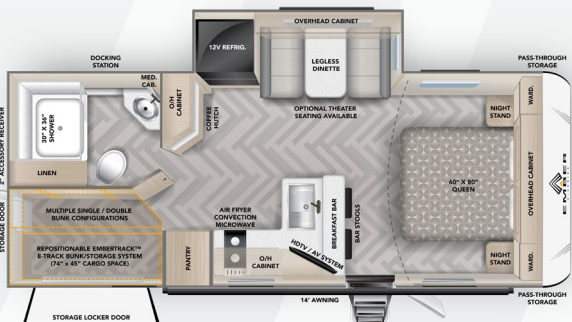 OVERHEAD CABINET
12V REFRIG.
LEGLESS
DINETTE
DOCKING
STATION
PASS-THROUGH
STORAGE
MED.
CAB.
O/H
CABINET
COFFEE
HUTCH
OPTIONAL THEATER
SEATING AVAILABLE
NIGHT
STAND
WARD.
2" ACCESSORY RECEIVER
30" X 36"
SHOWER
LINEN
60" X 80"
QUEEN
OVERHEAD CABINET
EMBER
STORAGE DOOR
MULTIPLE SINGLE / DOUBLE
BUNK CONFIGURATIONS
AIR FRYER
CONVECTION
MICROWAVE
BREAKFAST BAR
BAR STOOLS
REPOSITIONABLE EMBERTRACK™
E-TRACK BUNK/STORAGE SYSTEM
(74" x 45" CARGO SPACE)
PANTRY
O/H
CABINET
HDTV / AV SYSTEM
NIGHT
STAND
WARD.
14' AWNING
PASS-THROUGH
STORAGE
STORAGE LOCKER DOOR